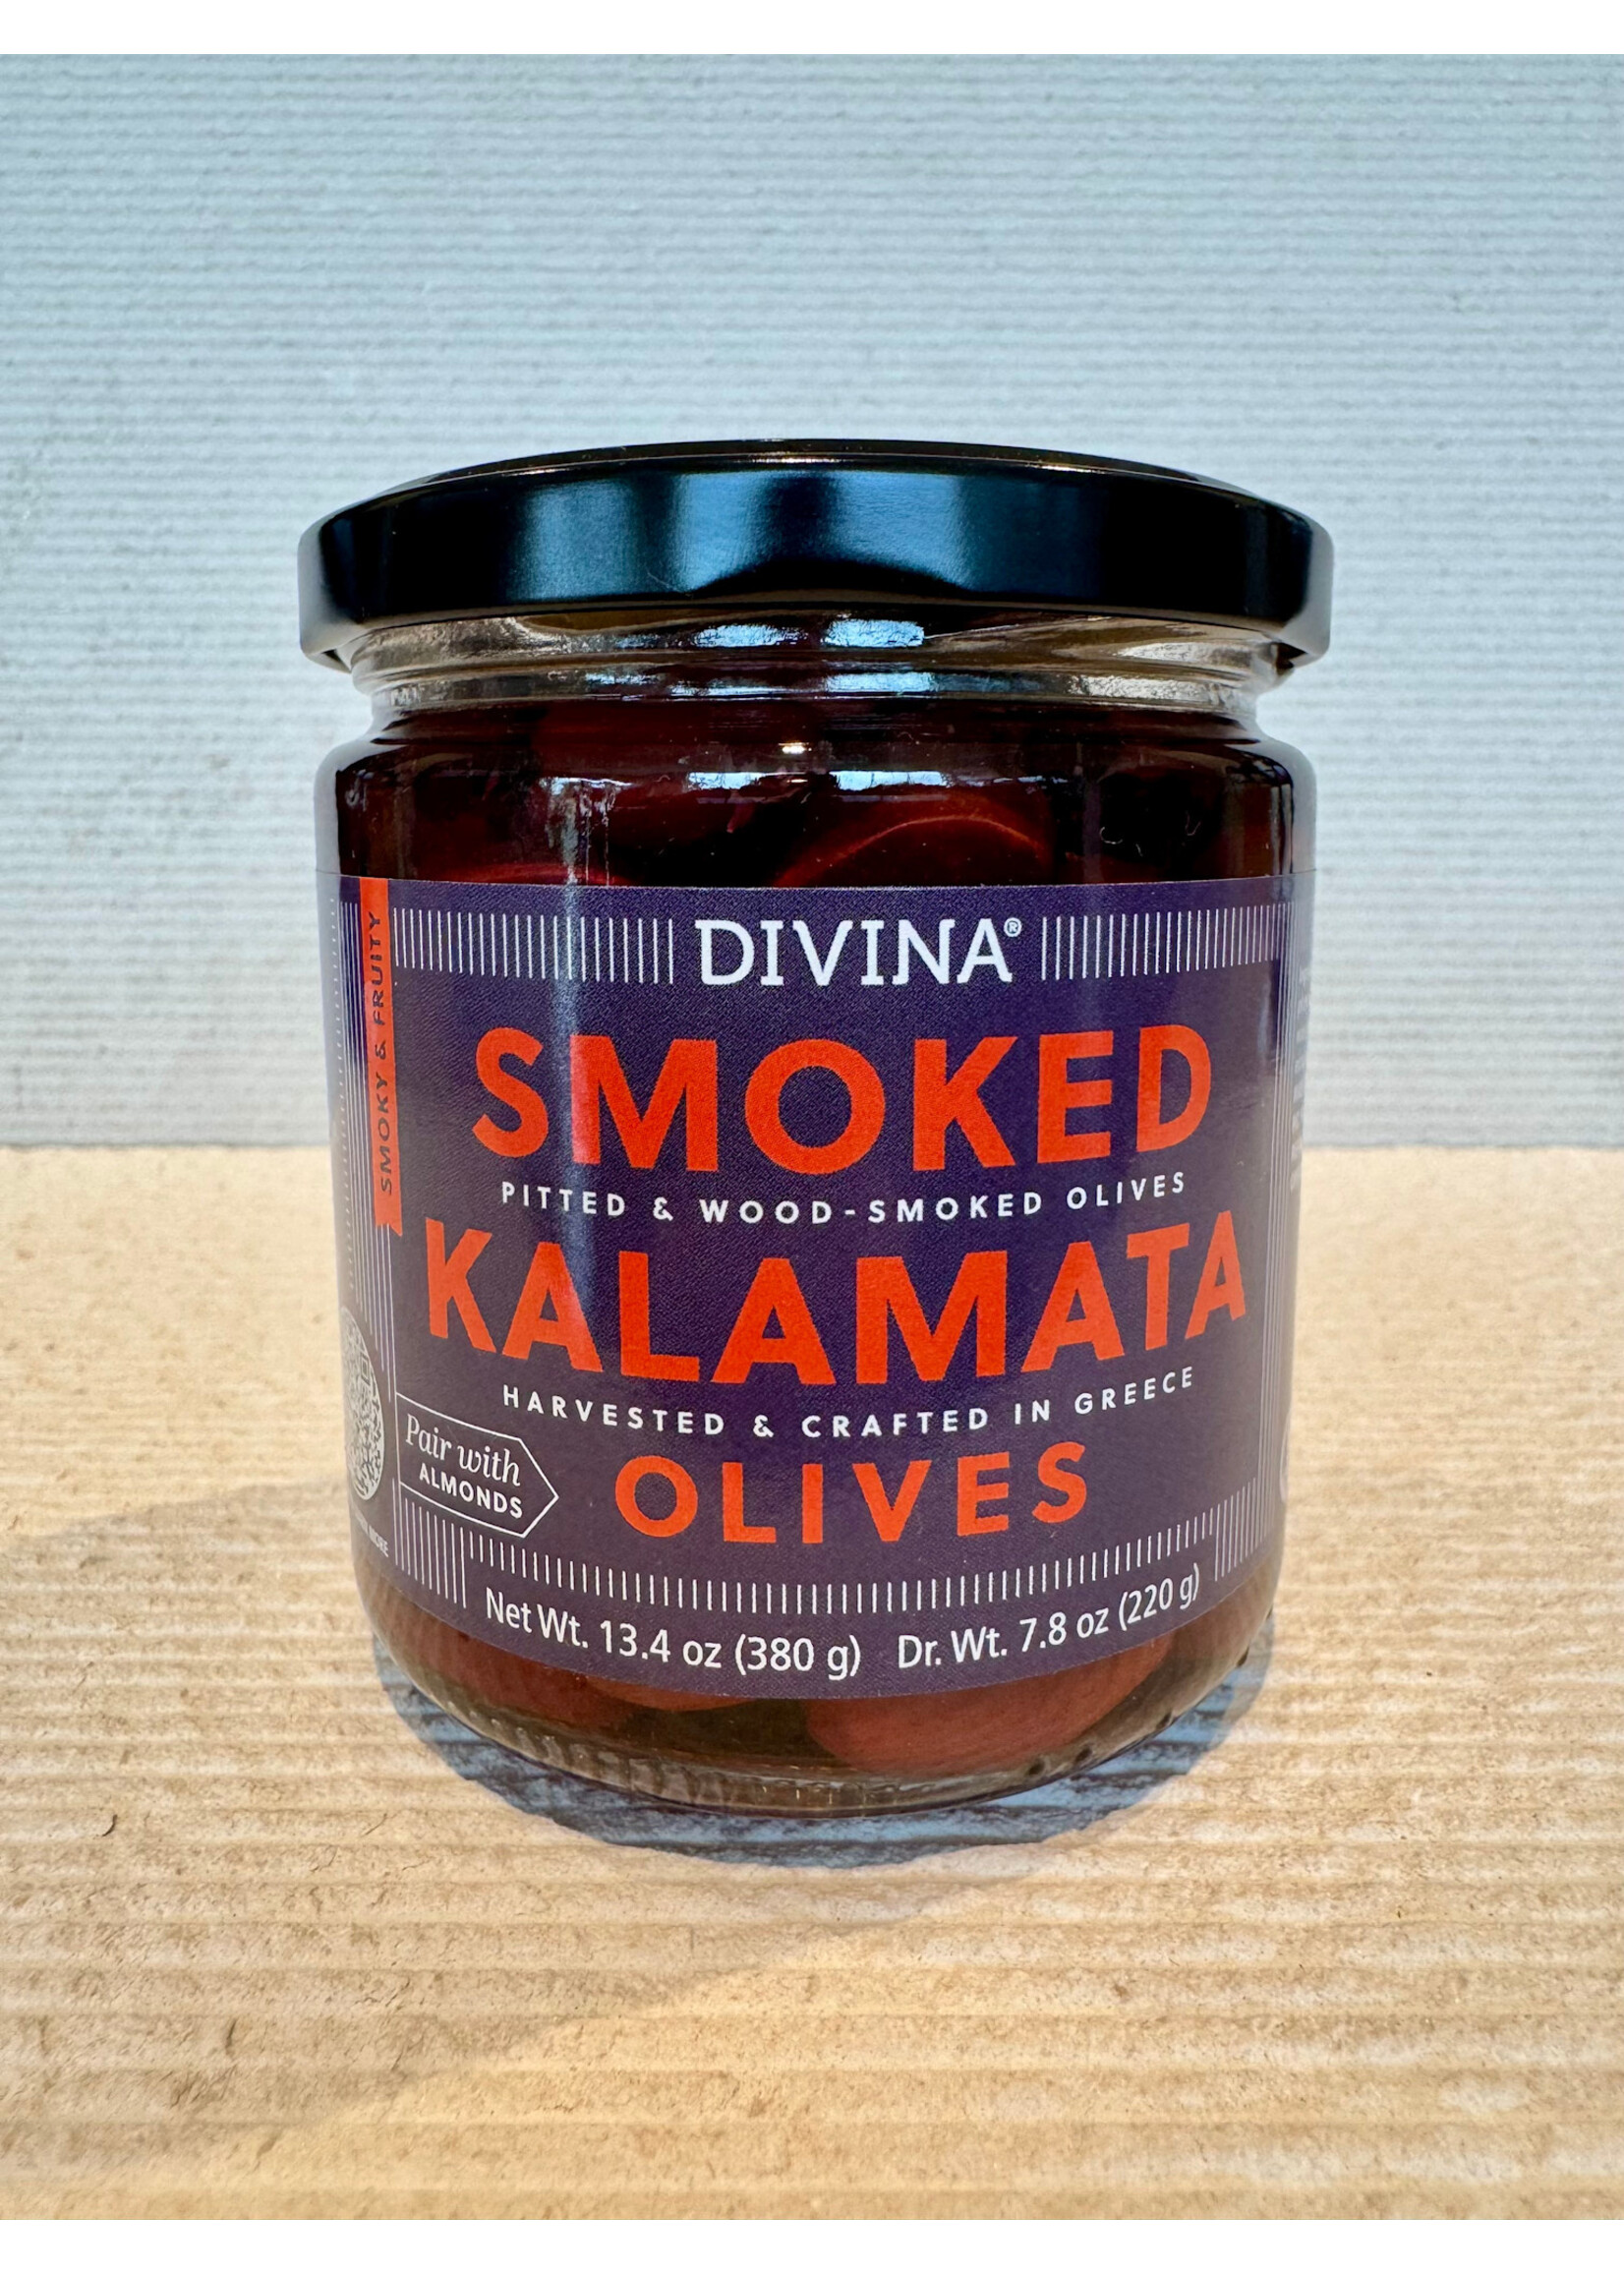 DIVINA®
SMOKY & FRUITY
SMOKED
PITTED & WOOD-SMOKED OLIVES
KALAMATA
HARVESTED & CRAFTED IN GREECE
OLIVES
Pair with
ALMONDS
Net Wt. 13.4 oz (380 g) Dr. Wt. 7.8 oz (220 g)